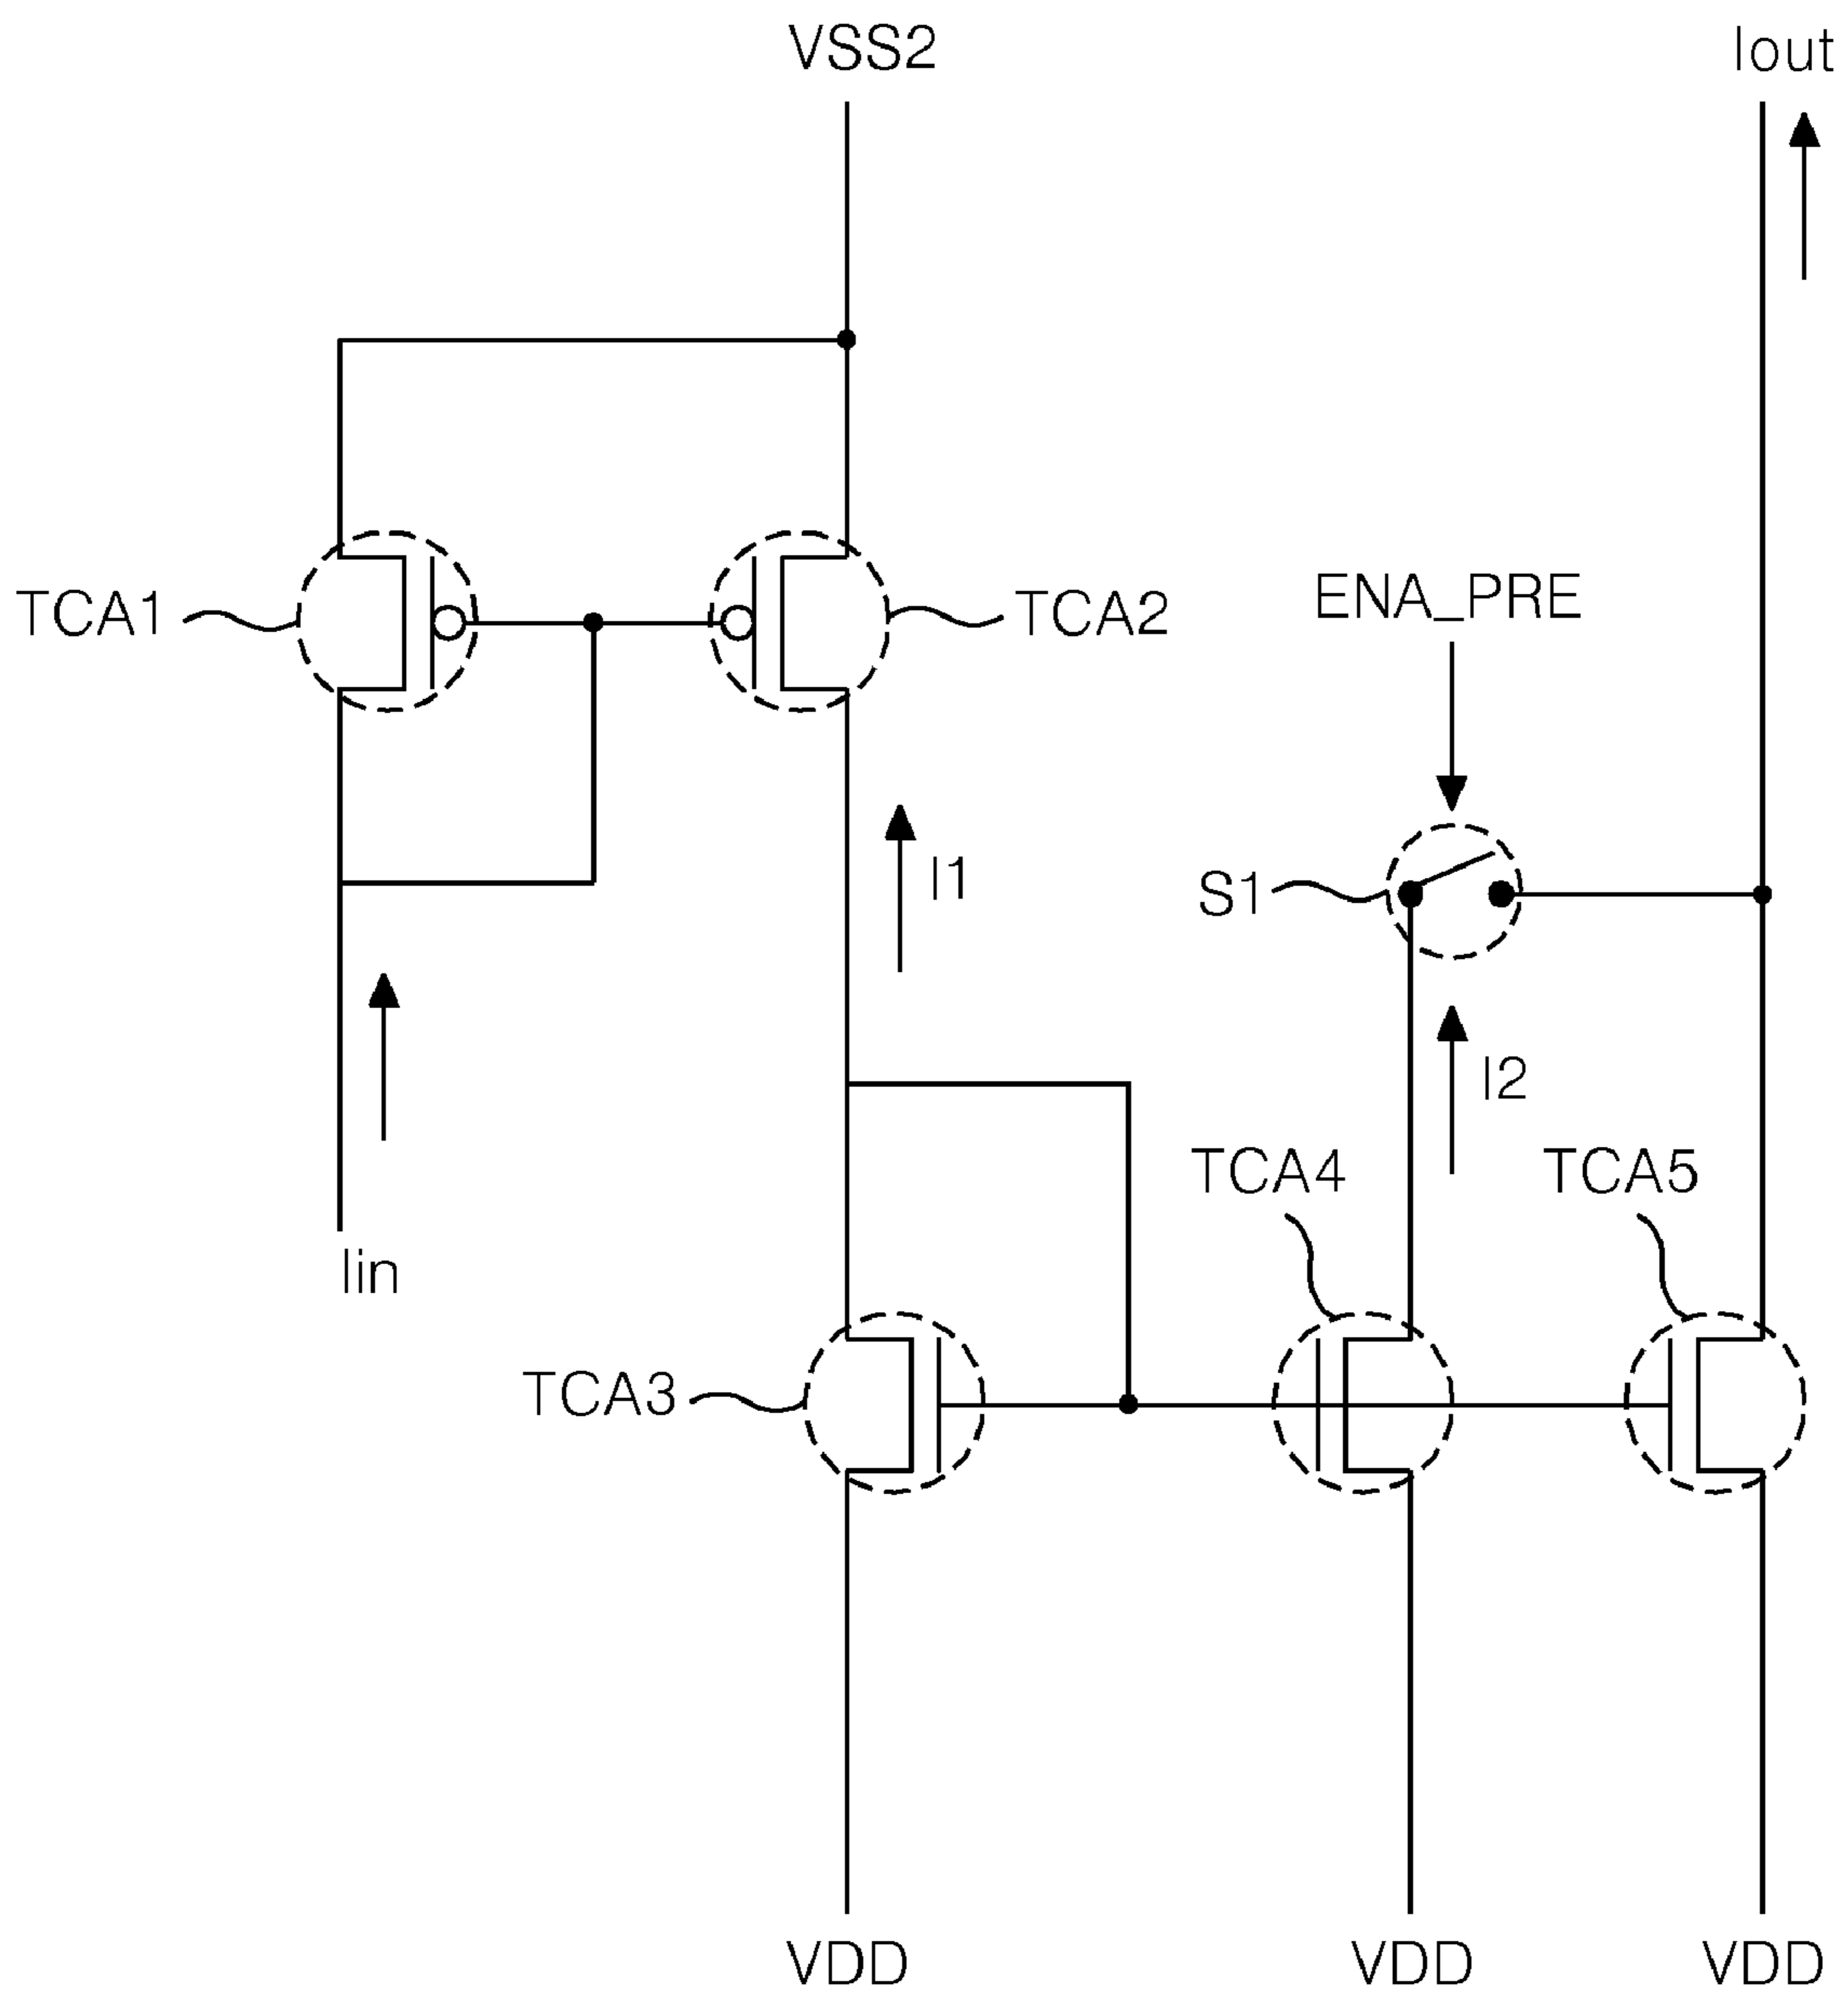 VSS2
Iout
TCA1
TCA2
ENA_PRE
I1
S1
I2
TCA4
TCA5
Iin
TCA3
VDD
VDD
VDD